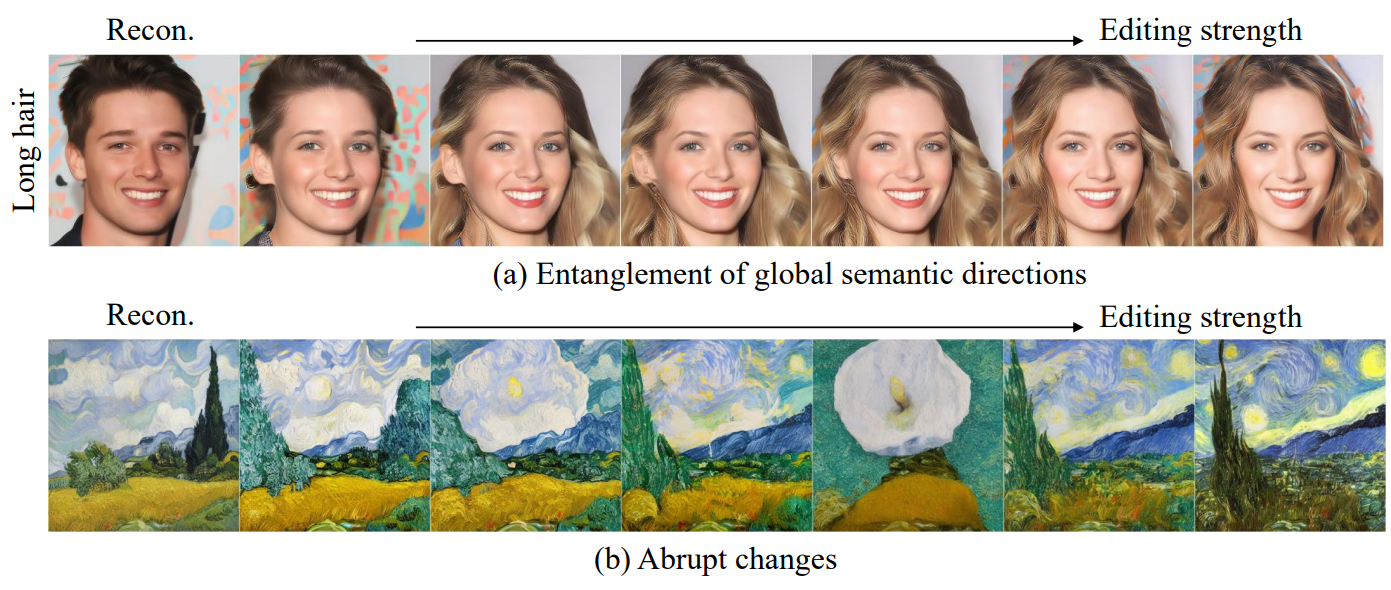 Recon.
Editing strength
Long hair
(a) Entanglement of global semantic directions
Recon.
Editing strength
(b) Abrupt changes